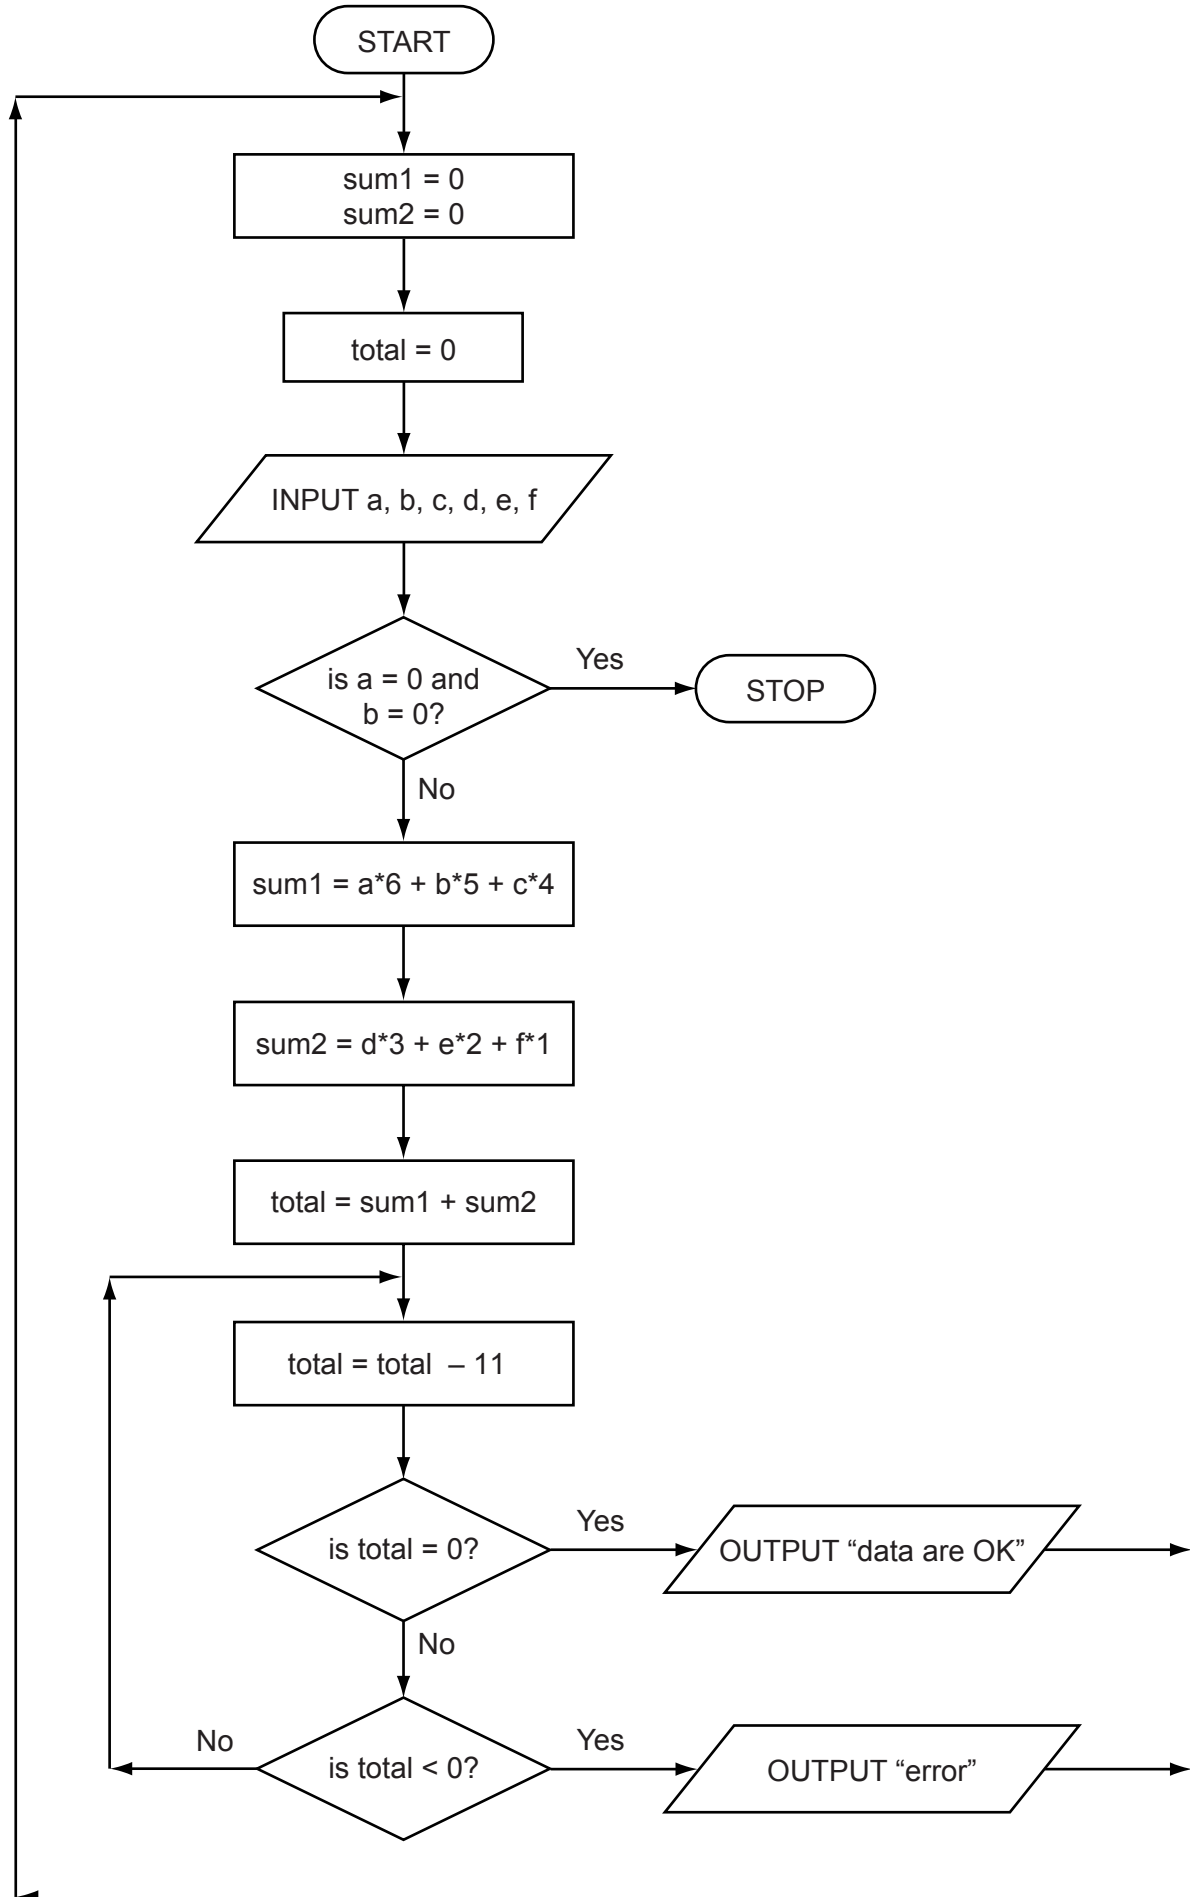 START
sum1 = 0
sum2 = 0
total = 0
INPUT a, b, c, d, e, f
is a = 0 and
b = 0?
Yes
STOP
No
sum1 = a*6 + b*5 + c*4
sum2 = d*3 + e*2 + f*1
total = sum1 + sum2
total = total – 11
is total = 0?
Yes
OUTPUT “data are OK”
No
is total < 0?
No
Yes
OUTPUT “error”